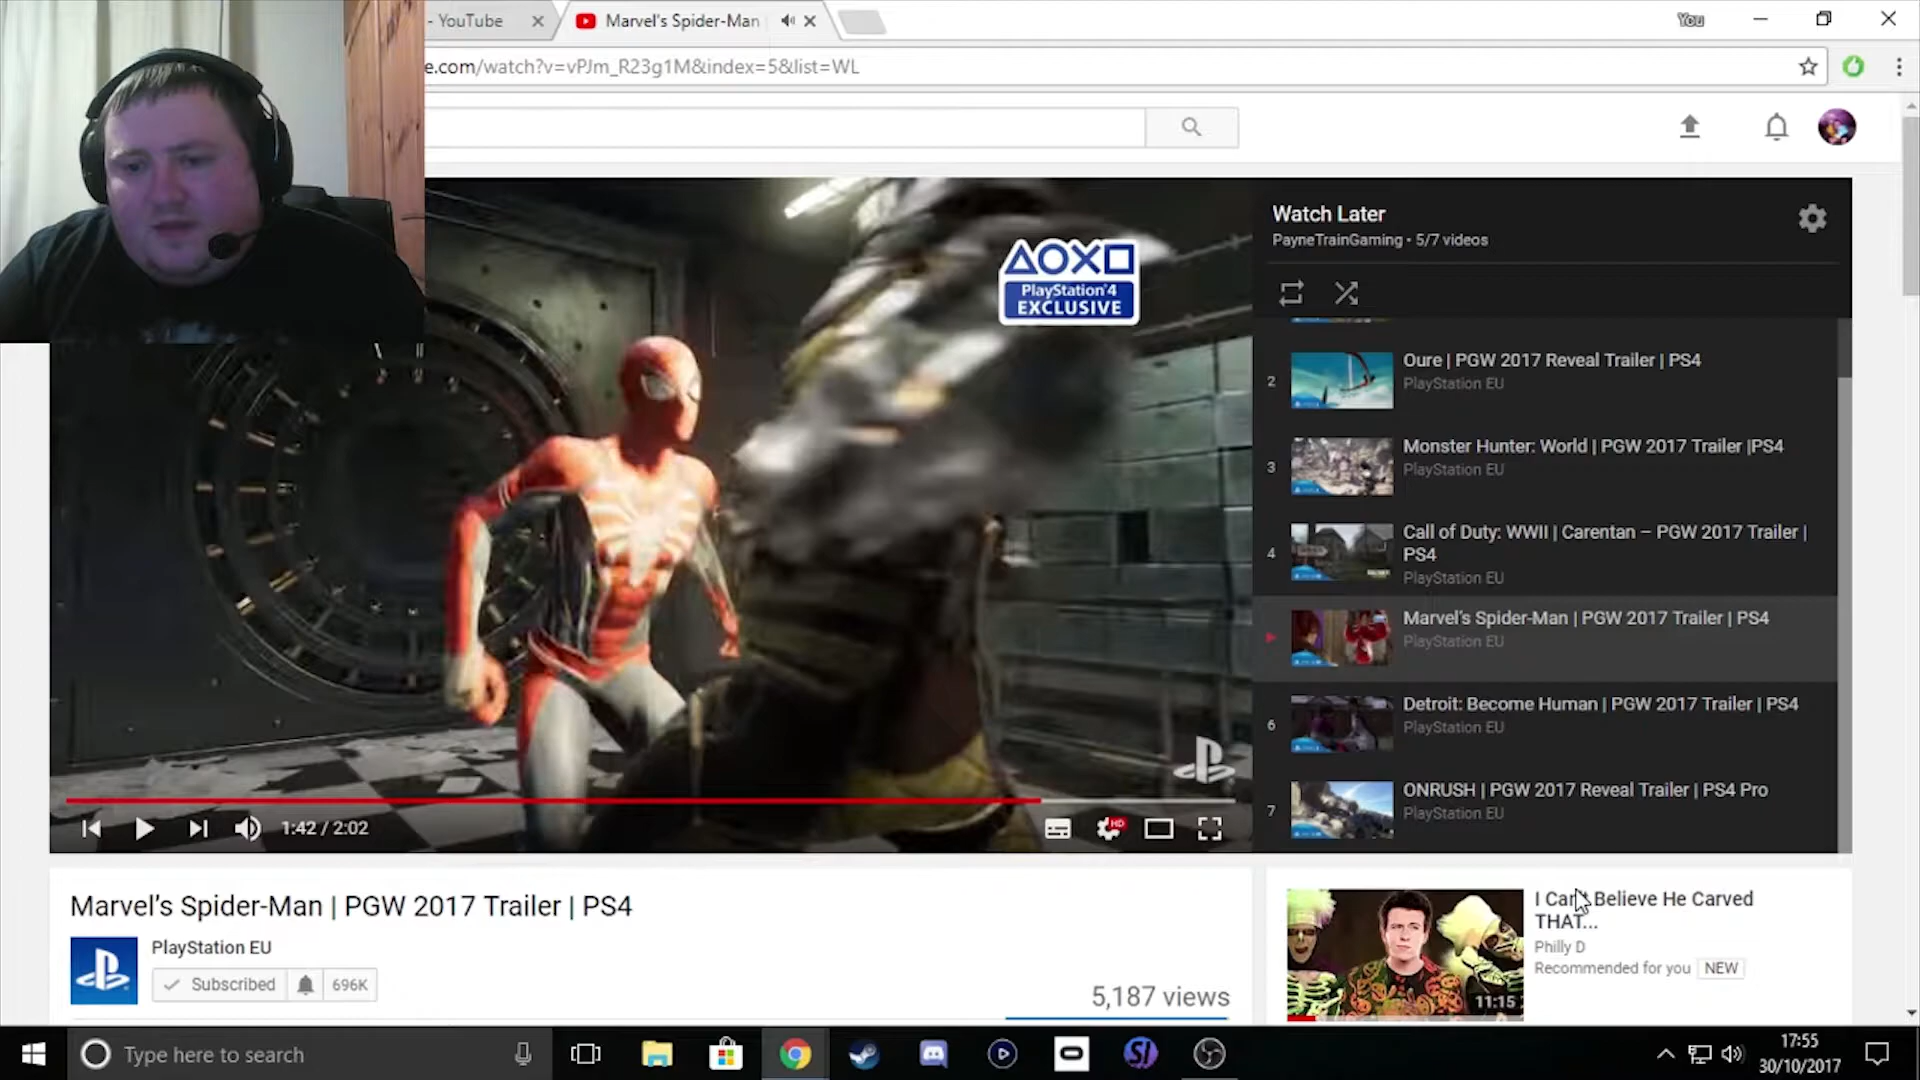 - YouTube
Marvel's Spider-Man
You
e.com/watch?v=vPJm_R23g1M&index=5&list=WL
PlayStation 4
EXCLUSIVE
Watch Later
PayneTrainGaming • 5/7 videos
2
Oure | PGW 2017 Reveal Trailer | PS4
PlayStation EU
3
Monster Hunter: World | PGW 2017 Trailer |PS4
PlayStation EU
4
Call of Duty: WWII | Carentan – PGW 2017 Trailer |
PS4
PlayStation EU
Marvel's Spider-Man | PGW 2017 Trailer | PS4
PlayStation EU
6
Detroit: Become Human | PGW 2017 Trailer | PS4
PlayStation EU
7
ONRUSH | PGW 2017 Reveal Trailer | PS4 Pro
PlayStation EU
1:42 / 2:02
HD
Marvel's Spider-Man | PGW 2017 Trailer | PS4
PlayStation EU
Subscribed
696K
5,187 views
I Can't Believe He Carved
THAT...
Philly D
Recommended for you
NEW
11:15
Type here to search
17:55
30/10/2017